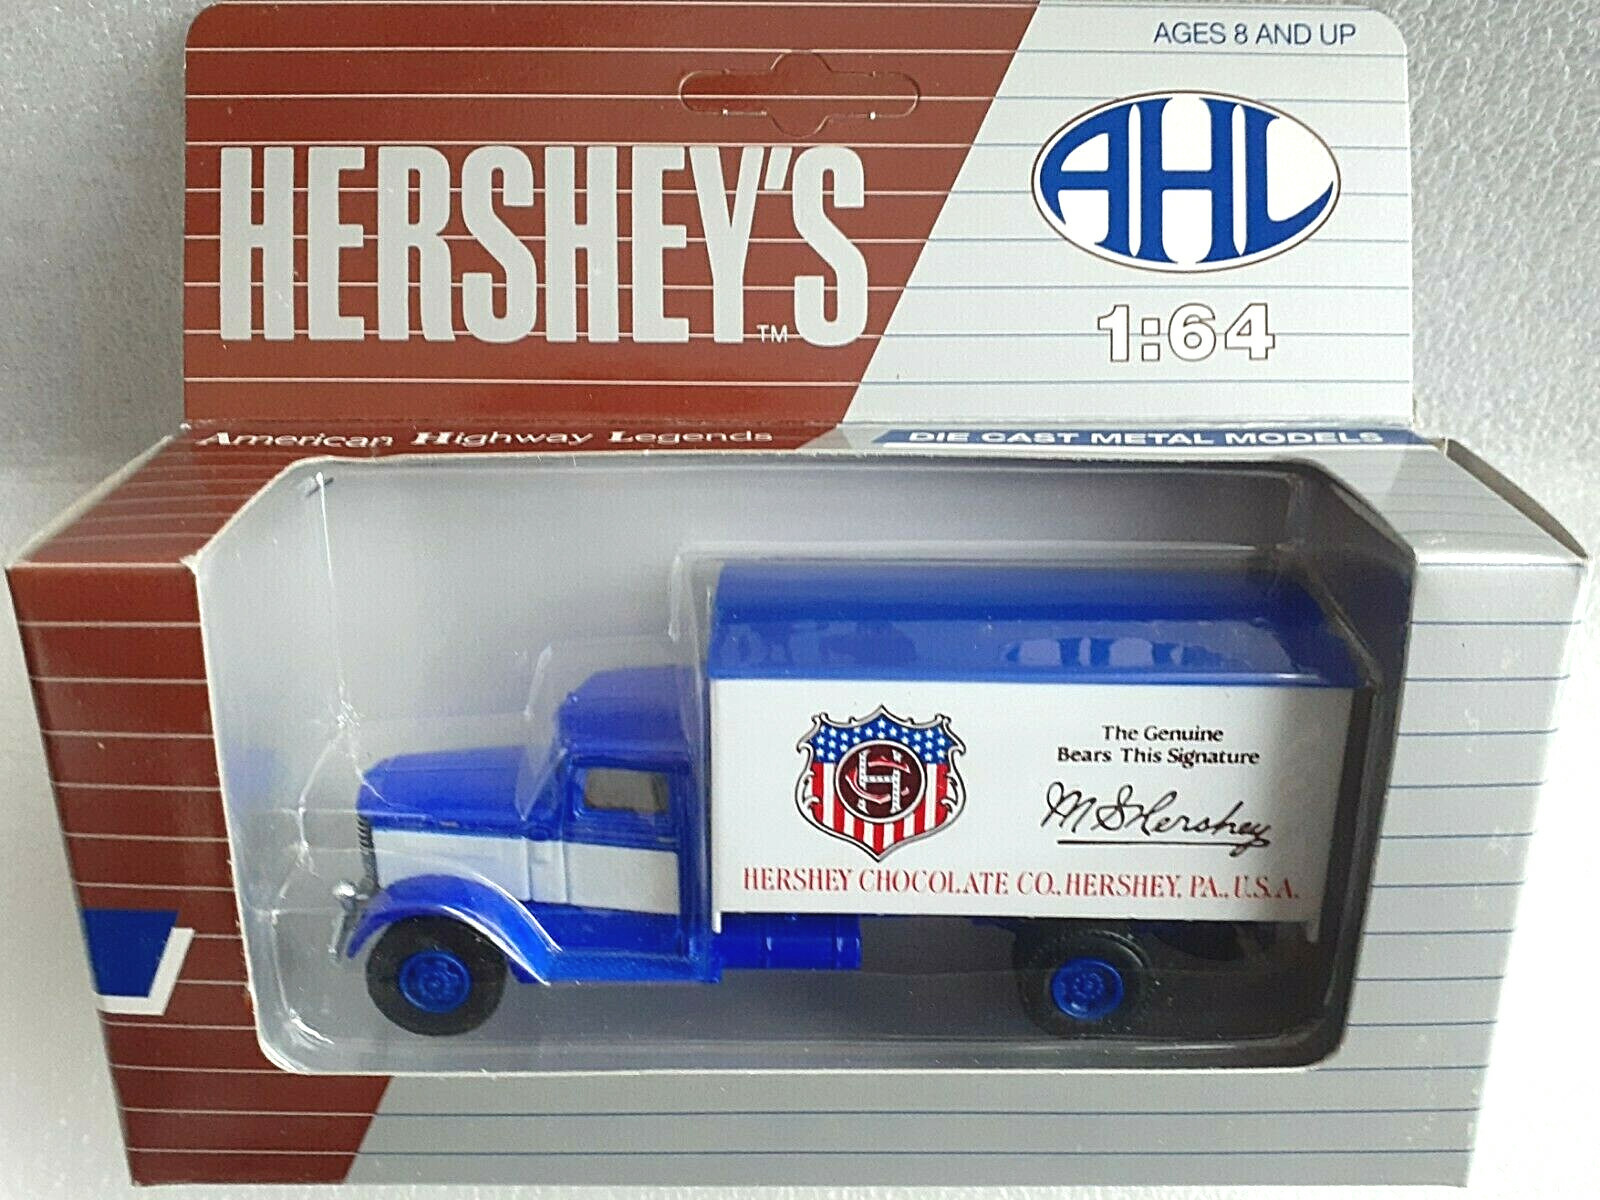 AGES 8 AND UP
AHL
HERSHEY'S
TM
1:64
American Highway Legends
DIE CAST METAL MODELS
The Genuine
Bears This Signature
M S Hershey
HERSHEY CHOCOLATE CO., HERSHEY, PA., U.S.A.